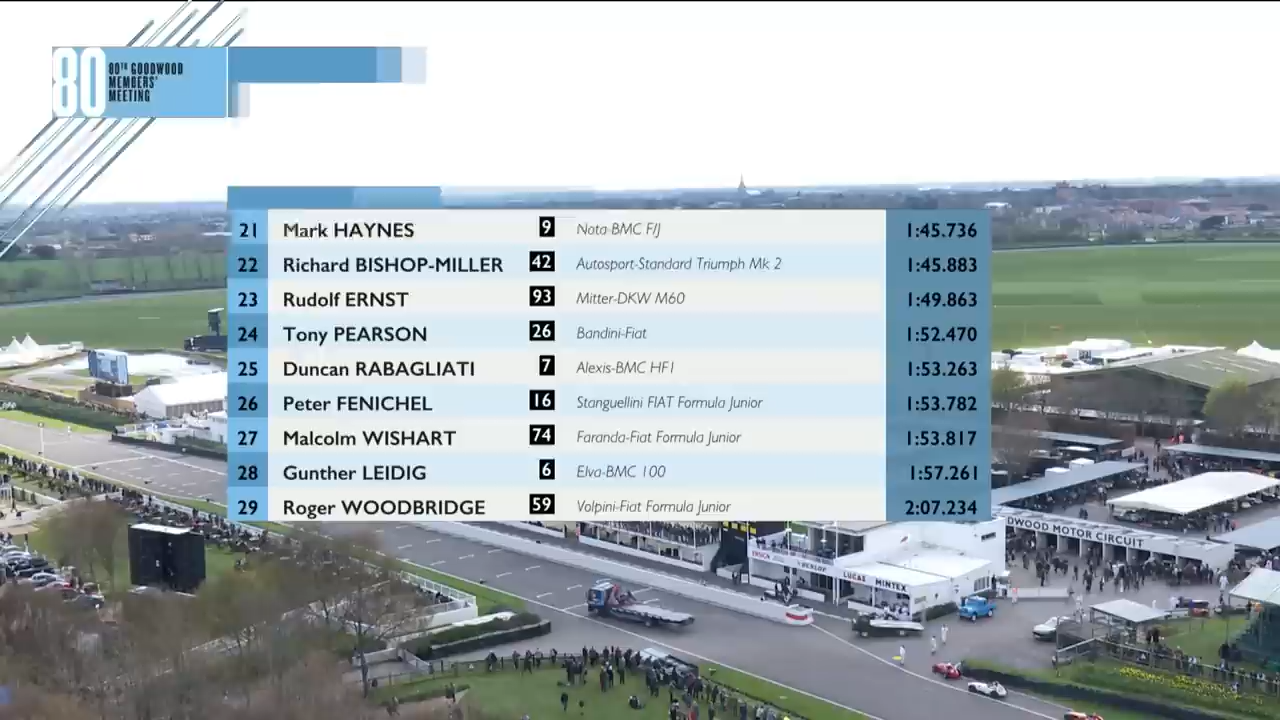 80
80TH GOODWOOD
MEMBERS'
MEETING
21 Mark HAYNES 9 Nota-BMC F/J 1:45.736
22 Richard BISHOP-MILLER 42 Autosport-Standard Triumph Mk 2 1:45.883
23 Rudolf ERNST 93 Mitter-DKW M60 1:49.863
24 Tony PEARSON 26 Bandini-Fiat 1:52.470
25 Duncan RABAGLIATI 7 Alexis-BMC HF1 1:53.263
26 Peter FENICHEL 16 Stanguellini FIAT Formula Junior 1:53.782
27 Malcolm WISHART 74 Faranda-Fiat Formula Junior 1:53.817
28 Gunther LEIDIG 6 Elva-BMC 100 1:57.261
29 Roger WOODBRIDGE 59 Volpini-Fiat Formula Junior 2:07.234
DWOOD MOTOR CIRCUIT
DUNLOP LUCAS MINTEX